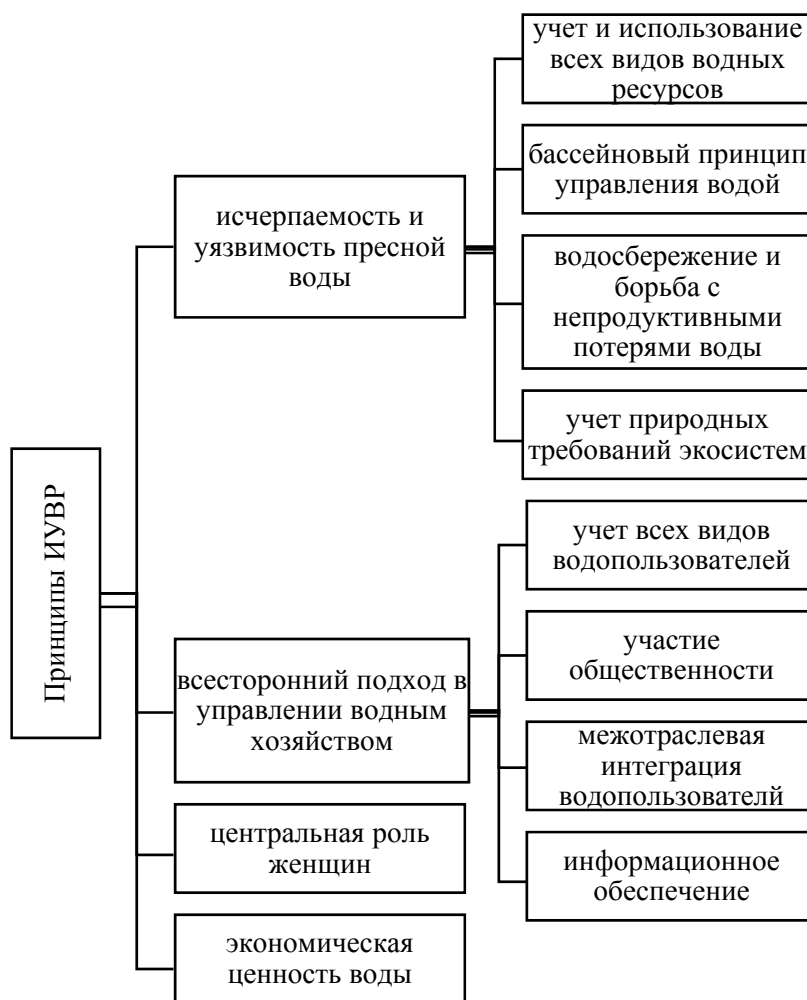 Принципы ИУВР
исчерпаемость и
уязвимость пресной
воды
учет и использование
всех видов водных
ресурсов
бассейновый принцип
управления водой
водосбережение и
борьба с
непродуктивными
потерями воды
учет природных
требований экосистем
всесторонний подход в
управлении водным
хозяйством
учет всех видов
водопользователей
участие
общественности
межотраслевая
интеграция
водопользователй
информационное
обеспечение
центральная роль
женщин
экономическая
ценность воды